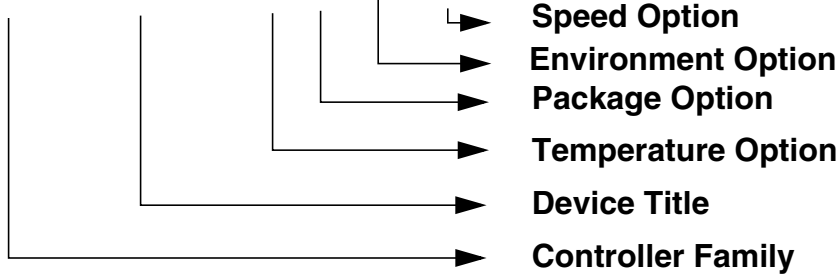 Speed Option
Environment Option
Package Option
Temperature Option
Device Title
Controller Family